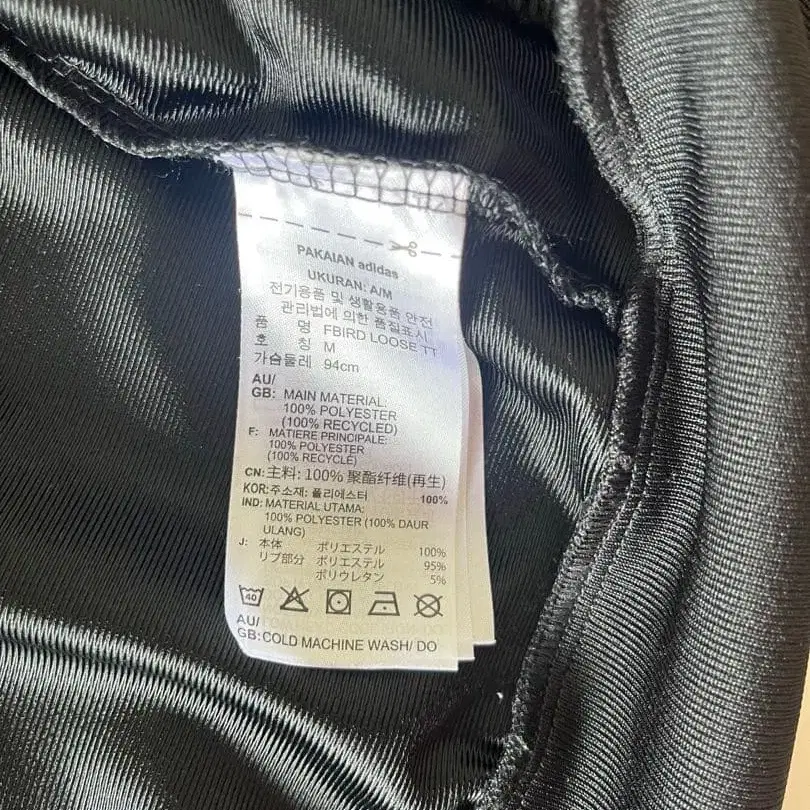 PAKAIAN adidas
UKURAN: A/M
전기용품 및 생활용품 안전
관리법에 의한 품질표시
품 명 FBIRD LOOSE TT
호 칭 M
가슴둘레 94cm
AU/
GB: MAIN MATERIAL:
100% POLYESTER
(100% RECYCLED)
F: MATIERE PRINCIPALE:
100% POLYESTER
(100% RECYCLÉ)
CN: 主料: 100% 聚酯纤维(再生)
KOR: 주소재: 폴리에스터 100%
IND: MATERIAL UTAMA:
100% POLYESTER (100% DAUR
ULANG)
J: 本体 ポリエステル 100%
リブ部分 ポリエステル 95%
ポリウレタン 5%
40
AU/
GB: COLD MACHINE WASH/ DO